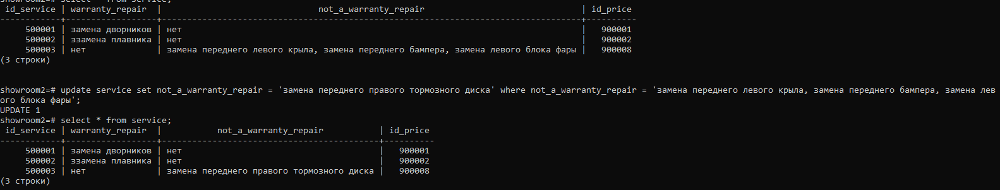 showroom2=# select * from service;
 id_service | warranty_repair  |                               not_a_warranty_repair                               | id_price
------------+------------------+-----------------------------------------------------------------------------------+----------
     500001 | замена дворников | нет                                                                               |   900001
     500002 | ззамена плавника | нет                                                                               |   900002
     500003 | нет              | замена переднего левого крыла, замена переднего бампера, замена левого блока фары |   900008
(3 строки)
showroom2=# update service set not_a_warranty_repair = 'замена переднего правого тормозного диска' where not_a_warranty_repair = 'замена переднего левого крыла, замена переднего бампера, замена лев
ого блока фары';
UPDATE 1
showroom2=# select * from service;
 id_service | warranty_repair  |           not_a_warranty_repair           | id_price
------------+------------------+-------------------------------------------+----------
     500001 | замена дворников | нет                                       |   900001
     500002 | ззамена плавника | нет                                       |   900002
     500003 | нет              | замена переднего правого тормозного диска |   900008
(3 строки)